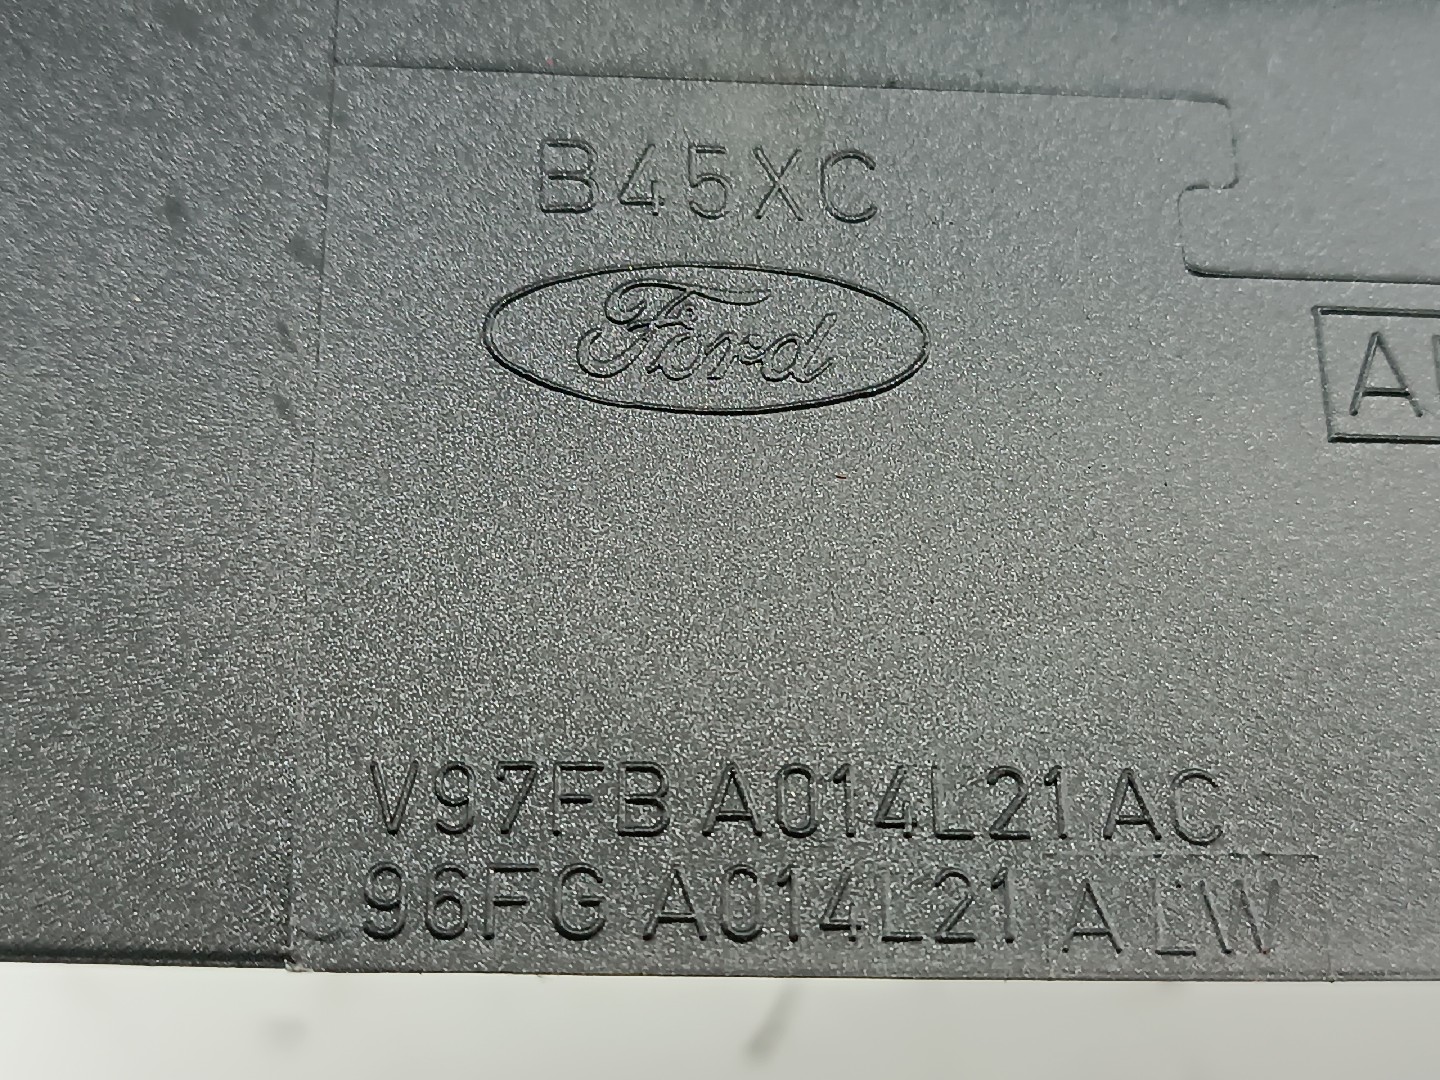 B45XC
Ford
V97FB A014L21 AC
96FG A014L21 A LW